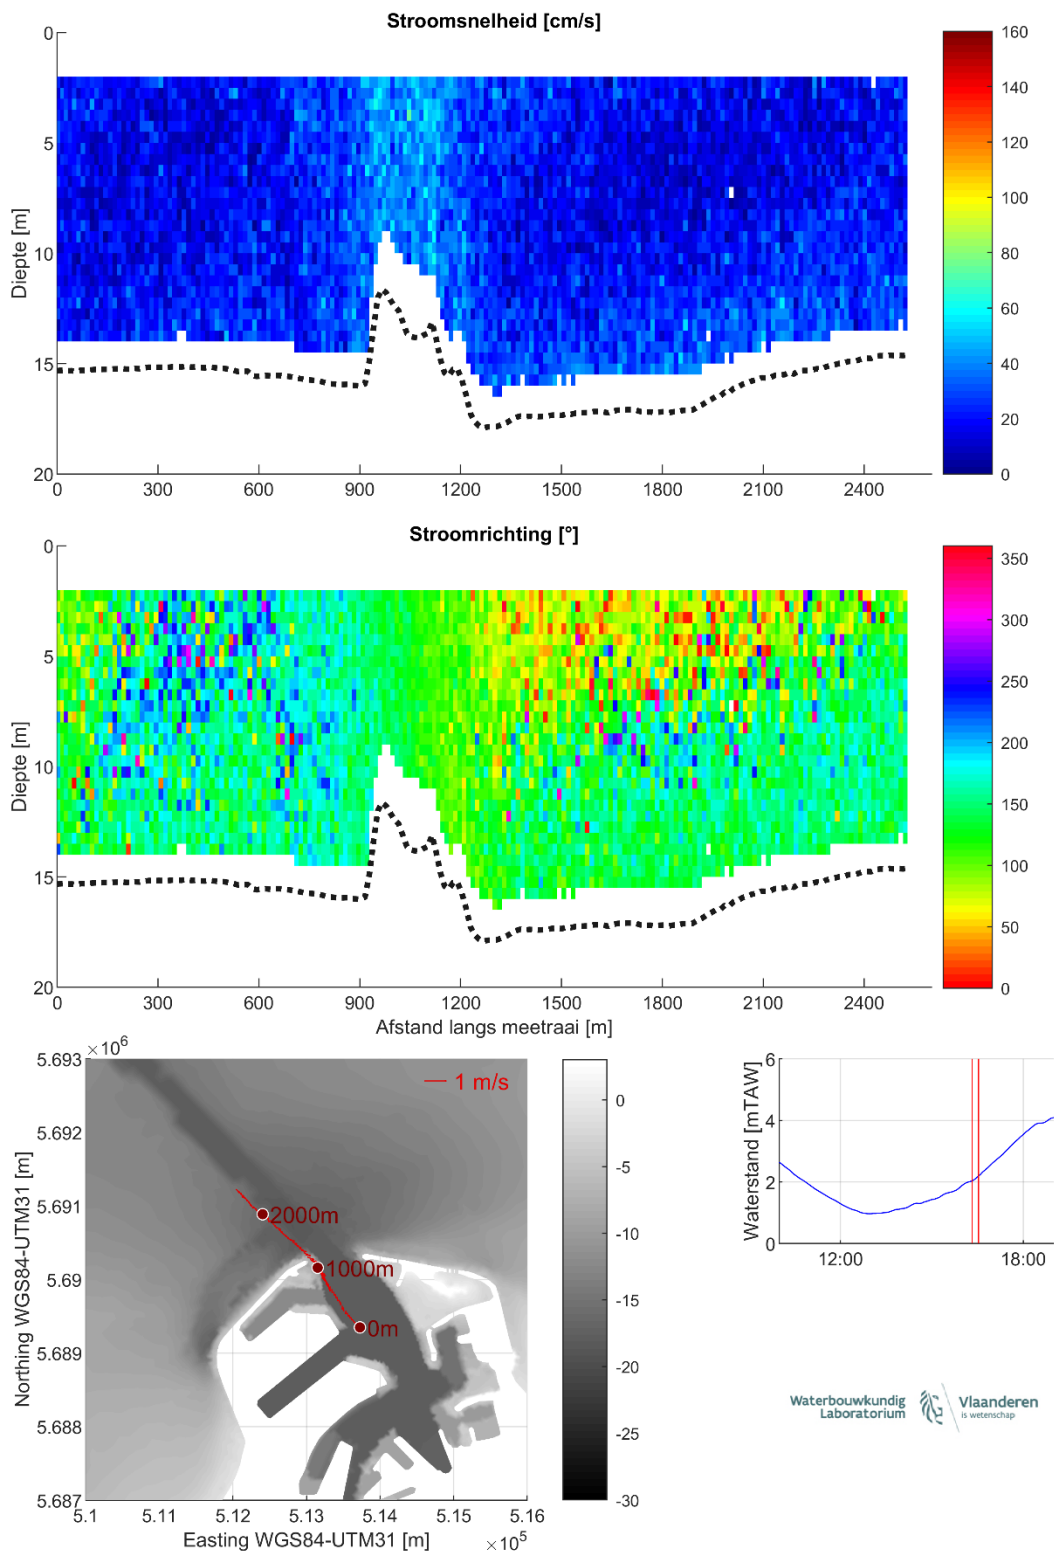 Stroomsnelheid [cm/s]
0
5
10
15
20
Diepte [m]
0 300 600 900 1200 1500 1800 2100 2400
160
140
120
100
80
60
40
20
0
Stroomrichting [°]
0
5
10
15
20
Diepte [m]
0 300 600 900 1200 1500 1800 2100 2400
Afstand langs meetraai [m]
350
300
250
200
150
100
50
0
×10⁶
5.693
5.692
5.691
5.69
5.689
5.688
5.687
Northing WGS84-UTM31 [m]
1 m/s
2000m
1000m
0m
5.1 5.12 5.13 5.14 5.15 5.16
Easting WGS84-UTM31 [m]
×10⁵
0
-5
-10
-15
-20
-25
-30
Waterstand [mTAW]
6
4
2
0
12:00 18:00
Waterbouwkundig
Laboratorium
Vlaanderen
is wetenschap